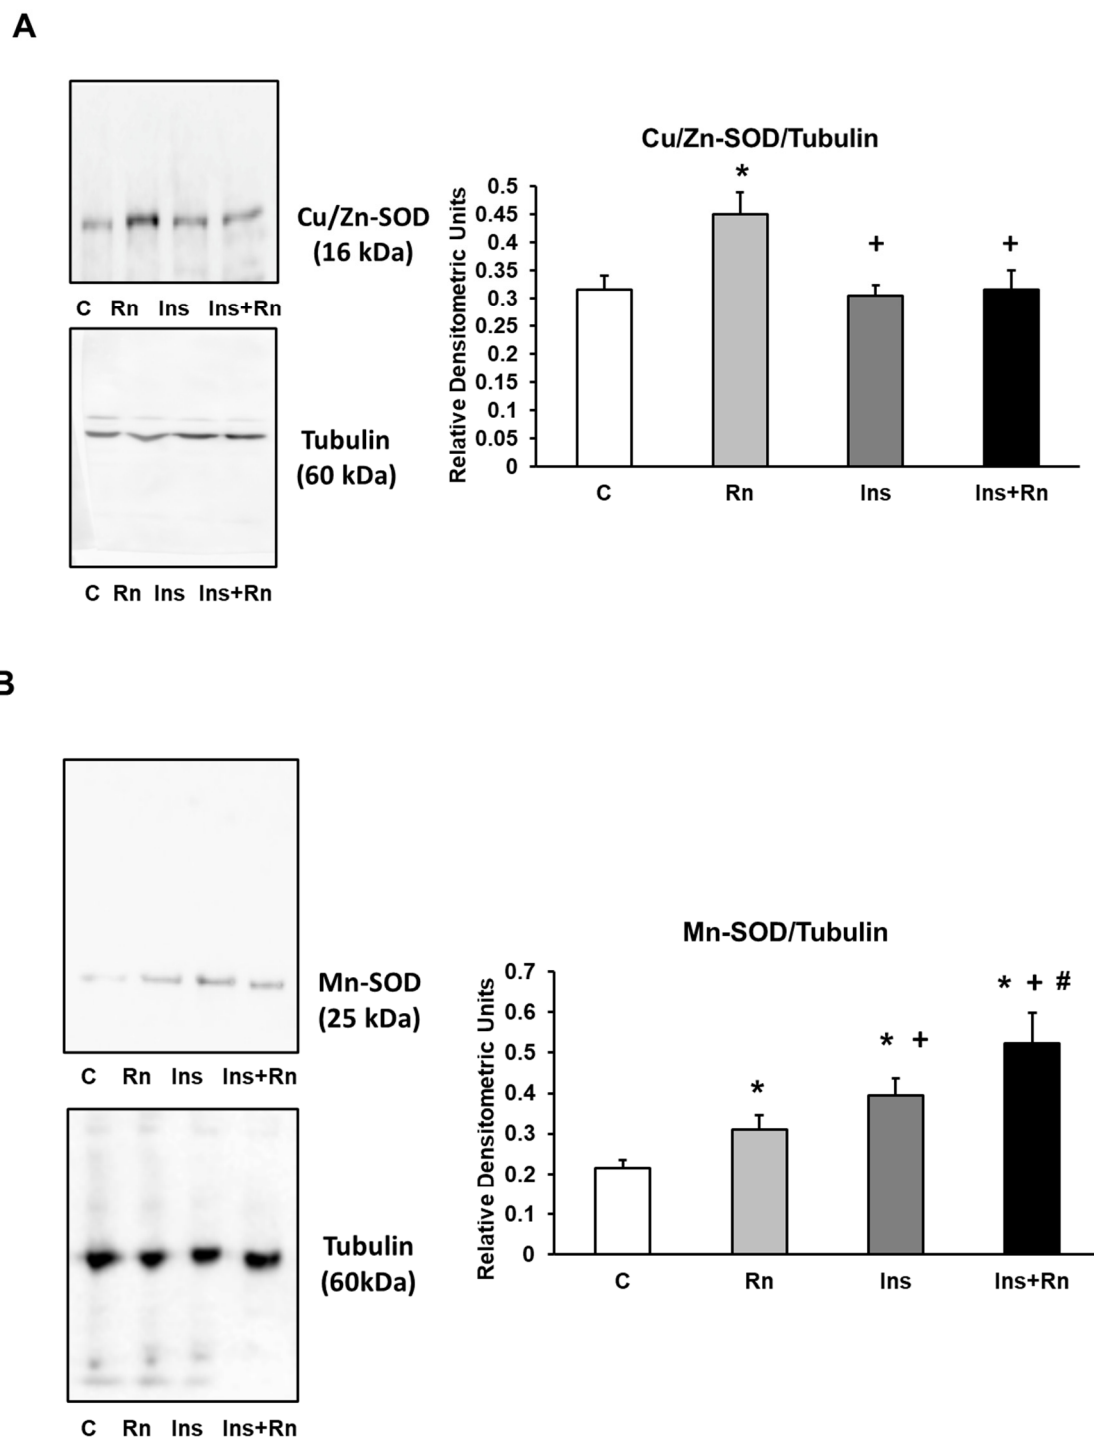 A
Cu/Zn-SOD
(16 kDa)
C Rn Ins Ins+Rn
Tubulin
(60 kDa)
C Rn Ins Ins+Rn
Cu/Zn-SOD/Tubulin
Relative Densitometric Units
*
+ +
0.5
0.45
0.4
0.35
0.3
0.25
0.2
0.15
0.1
0.05
0
C Rn Ins Ins+Rn
B
Mn-SOD
(25 kDa)
C Rn Ins Ins+Rn
Tubulin
(60kDa)
C Rn Ins Ins+Rn
Mn-SOD/Tubulin
Relative Densitometric Units
* + #
* +
*
0.7
0.6
0.5
0.4
0.3
0.2
0.1
0
C Rn Ins Ins+Rn